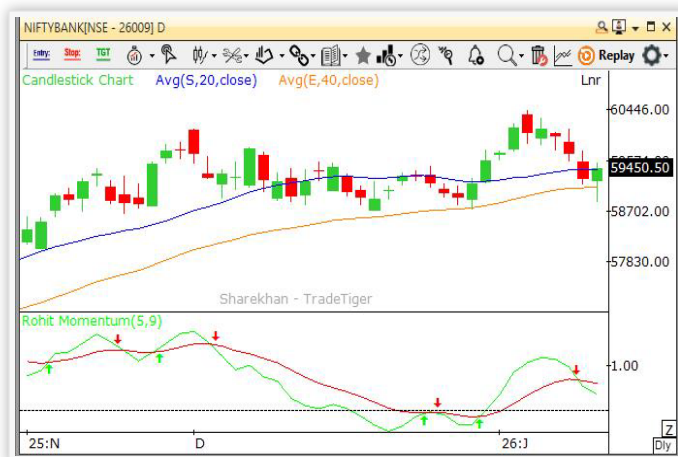 NIFTYBANK[NSE - 26009] D
Entry: Stop: TGT Replay
Candlestick Chart Avg(S,20,close) Avg(E,40,close) Lnr
60446.00
59450.50
58702.00
57830.00
Sharekhan - TradeTiger
Rohit Momentum(5,9)
1.00
Z
25:N D 26:J Dly